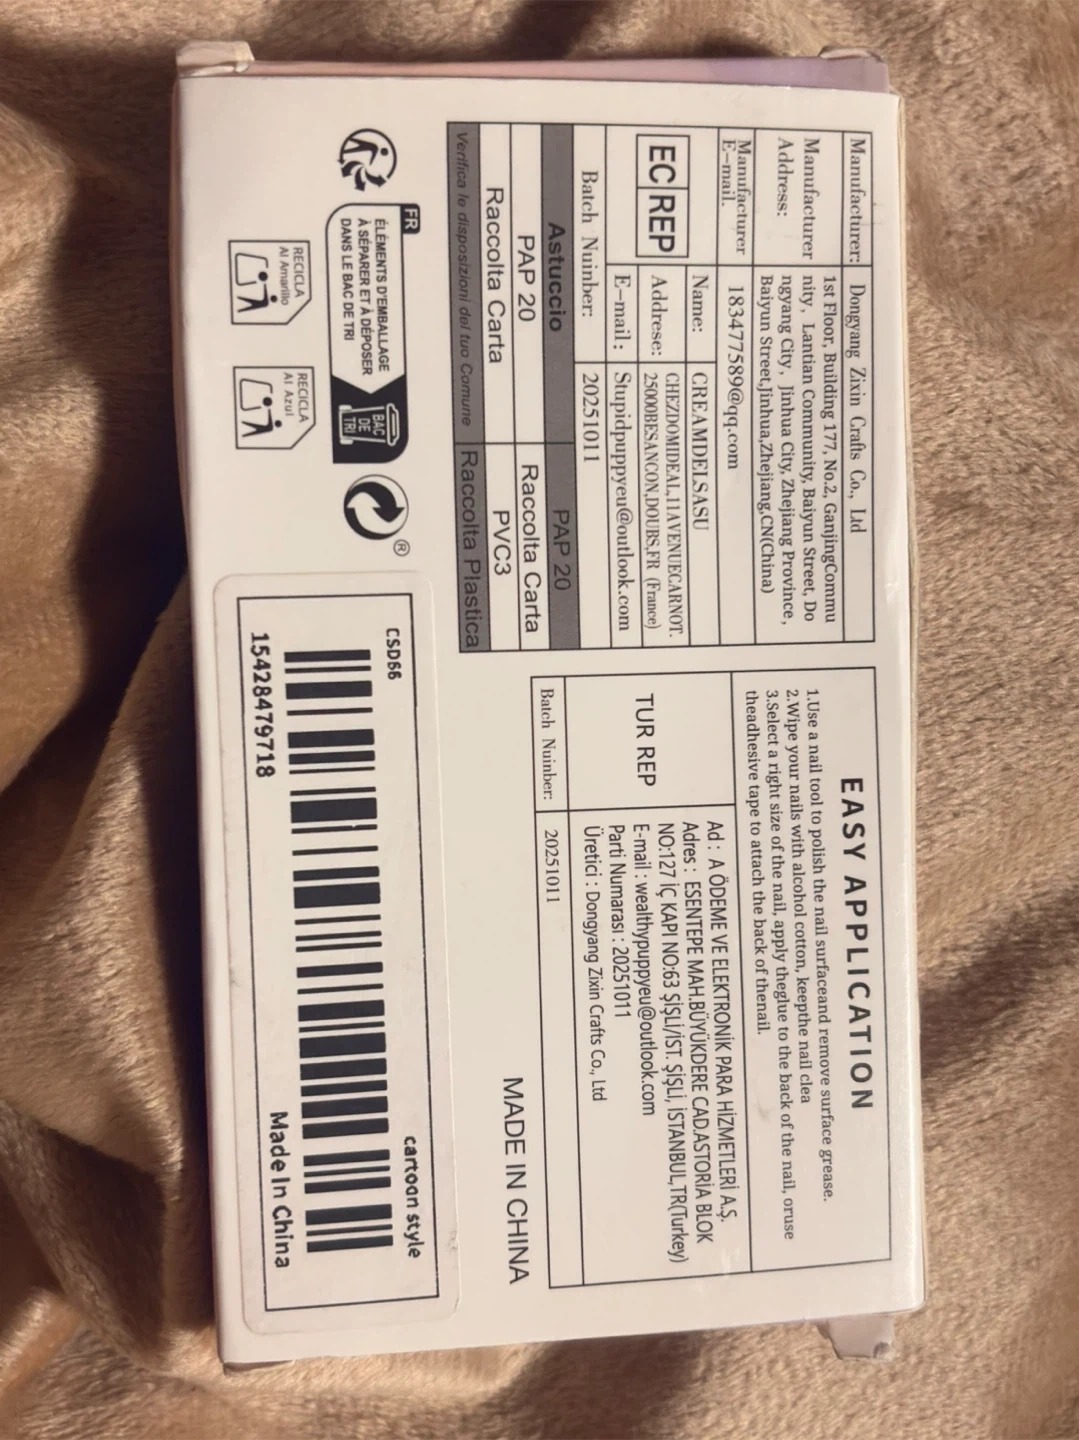 Manufacturer: Dongyang Zixin Crafts Co., Ltd
Manufacturer Address: 1st Floor, Building 177, No.2, GanjingCommu
nity, Lantian Community, Baiyun Street, Do
ngyang City, Jinhua City, Zhejiang Province,
Baiyun Street,Jinhua,Zhejiang,CN(China)
Manufacturer E-mail. 183477589@qq.com
EC REP
Name: CREAMDELSASU
Addrese: CHEZDOMIDEAL,11AVENUECARNOT.
25000BESANCON,DOUBS,FR (France)
E-mail: Stupidpuppyeu@outlook.com
Batch Nuinber: 20251011
Astuccio PAP 20
PAP 20 Raccolta Carta
Raccolta Carta PVC3
Verifica le disposizioni del tuo Comune Raccolta Plastica
FR
ÉLÉMENTS D'EMBALLAGE
À SÉPARER ET À DÉPOSER
DANS LE BAC DE TRI
BAC
DE
TRI
®
RECICLA
Al Amarillo
RECICLA
Al Azul
EASY APPLICATION
1.Use a nail tool to polish the nail surfaceand remove surface grease.
2.Wipe your nails with alcohol cotton, keepthe nail clea
3.Select a right size of the nail, apply theglue to the back of the nail, oruse
theadhesive tape to attach the back of thenail.
TUR REP
Ad : A ÖDEME VE ELEKTRONİK PARA HİZMETLERİ A.Ş.
Adres : ESENTEPE MAH.BÜYÜKDERE CAD.ASTORIA BLOK
NO:127 İÇ KAPI NO:63 ŞİŞLİ/İST. ŞİŞLİ, İSTANBUL,TR(Turkey)
E-mail : wealthypuppyeu@outlook.com
Parti Numarası : 20251011
Üretici : Dongyang Zixin Crafts Co., Ltd
Batch Nuinber: 20251011
MADE IN CHINA
CSD66 cartoon style
15428479718 Made In China